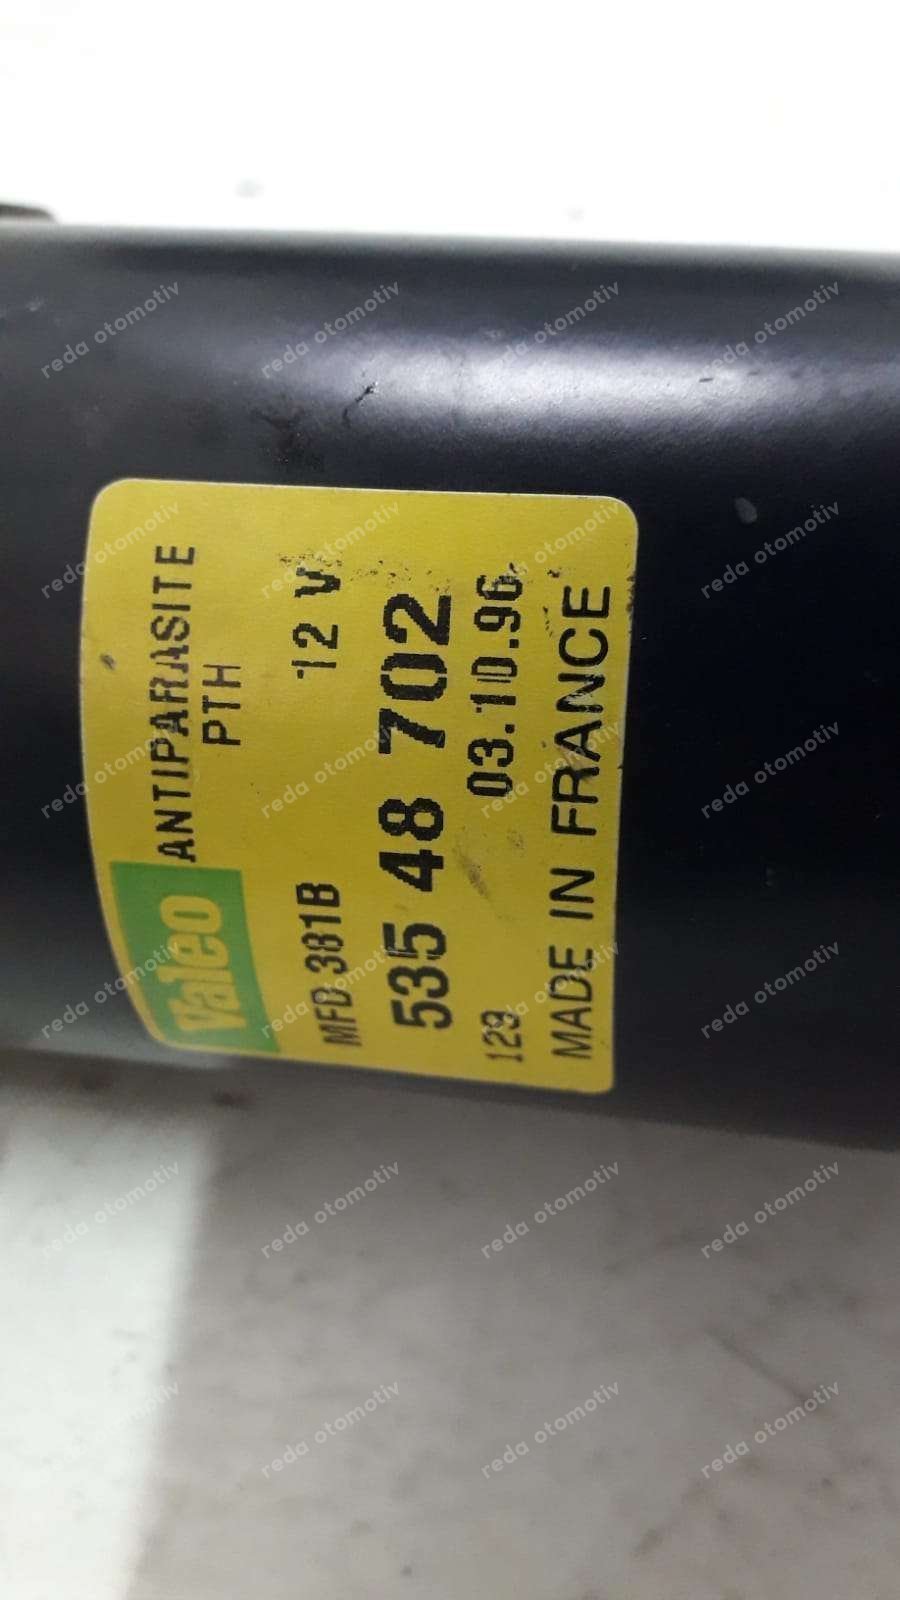 Valeo ANTIPARASITE
PTH
MFD 381B 12 V
535 48 702
129 03.10.96
MADE IN FRANCE
reda otomotiv